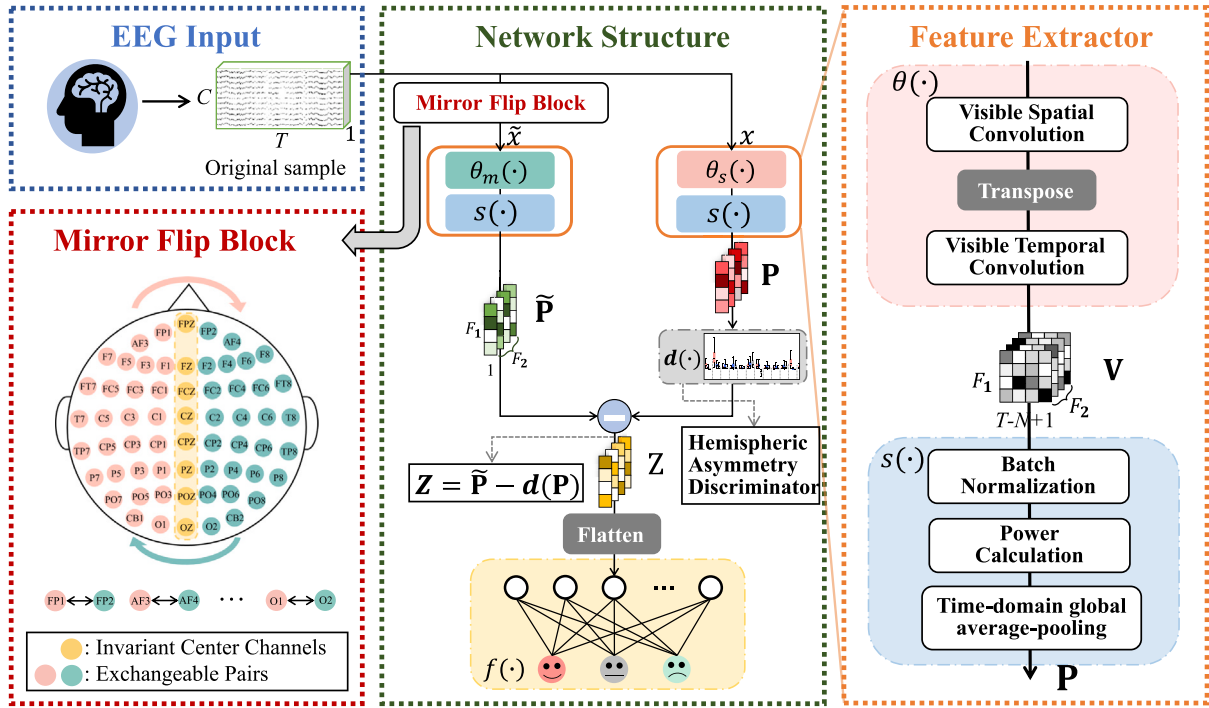 EEG Input
C
T
1
Original sample
Mirror Flip Block
FPZ
FP1
FP2
AF3
AF4
F7
F5
F3
F1
FZ
F2
F4
F6
F8
FT7
FC5
FC3
FC1
FCZ
FC2
FC4
FC6
FT8
T7
C5
C3
C1
CZ
C2
C4
C6
T8
TP7
CP5
CP3
CP1
CPZ
CP2
CP4
CP6
TP8
P7
P5
P3
P1
PZ
P2
P4
P6
P8
PO7
PO5
PO3
POZ
PO4
PO6
PO8
CB1
O1
OZ
O2
CB2
FP1
FP2
AF3
AF4
···
O1
O2
: Invariant Center Channels
: Exchangeable Pairs
Network Structure
Mirror Flip Block
x̃
x
θm(·)
θs(·)
s(·)
s(·)
P̃
F1
1
F2
P
d(·)
Z
Z = P̃ − d(P)
Hemispheric
Asymmetry
Discriminator
Flatten
···
f(·)
Feature Extractor
θ(·)
Visible Spatial
Convolution
Transpose
Visible Temporal
Convolution
F1
V
F2
T-N+1
s(·)
Batch
Normalization
Power
Calculation
Time-domain global
average-pooling
P